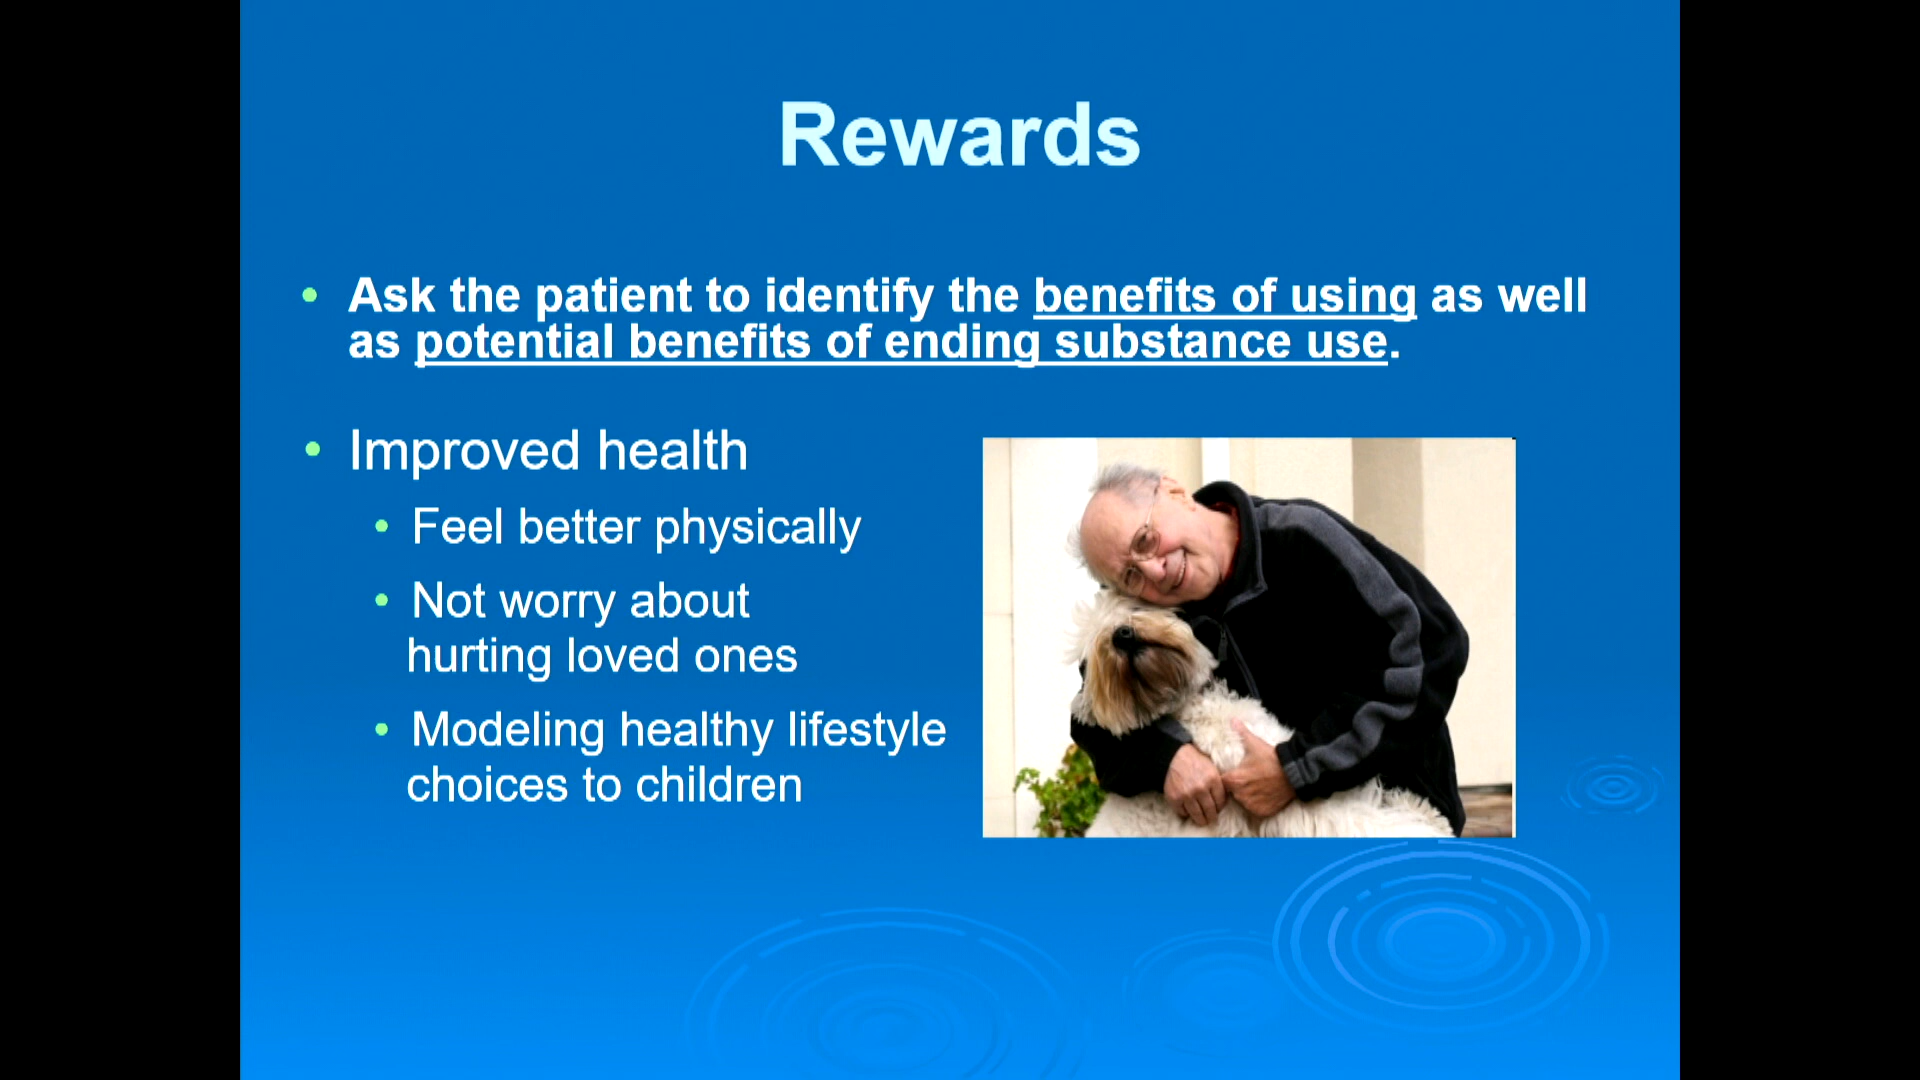 Rewards
• Ask the patient to identify the benefits of using as well
as potential benefits of ending substance use.
• Improved health
• Feel better physically
• Not worry about
hurting loved ones
• Modeling healthy lifestyle
choices to children